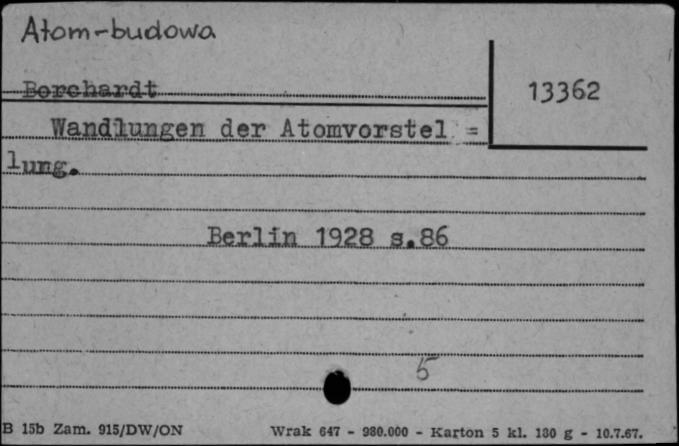 Atom-budowa
Borchardt
13362
Wandlungen der Atomvorstel =
lung.
Berlin 1928 s.86
5
B 15b Zam. 915/DW/ON
Wrak 647 - 980.000 - Karton 5 kl. 180 g - 10.7.67.